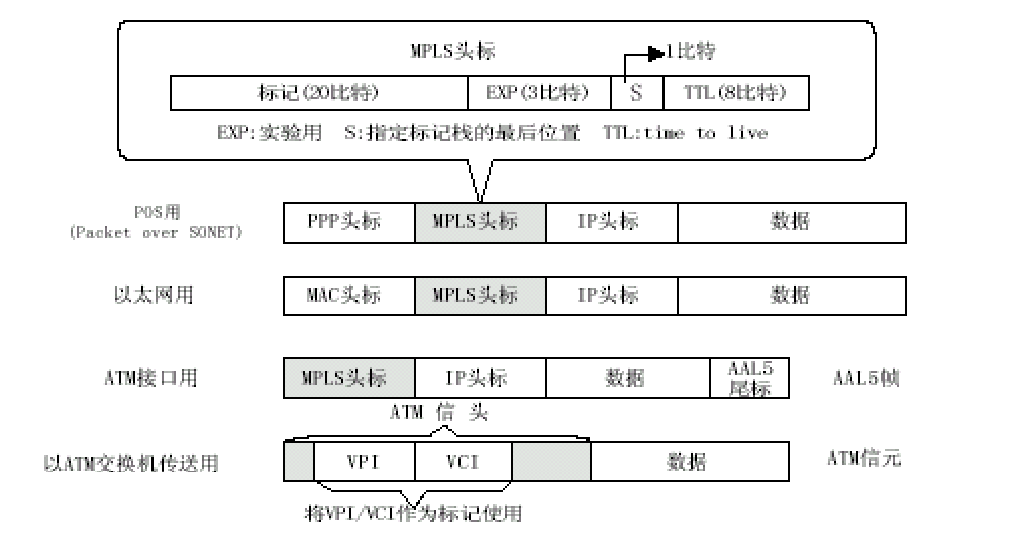 MPLS头标
1比特
标记(20比特) EXP(3比特) S TTL(8比特)
EXP:实验用 S:指定标记栈的最后位置 TTL:time to live
POS用
(Packet over SONET)
PPP头标 MPLS头标 IP头标 数据
以太网用 MAC头标 MPLS头标 IP头标 数据
ATM接口用 MPLS头标 IP头标 数据 AAL5尾标 AAL5帧
ATM 信 头
以ATM交换机传送用 VPI VCI 数据 ATM信元
将VPI/VCI作为标记使用